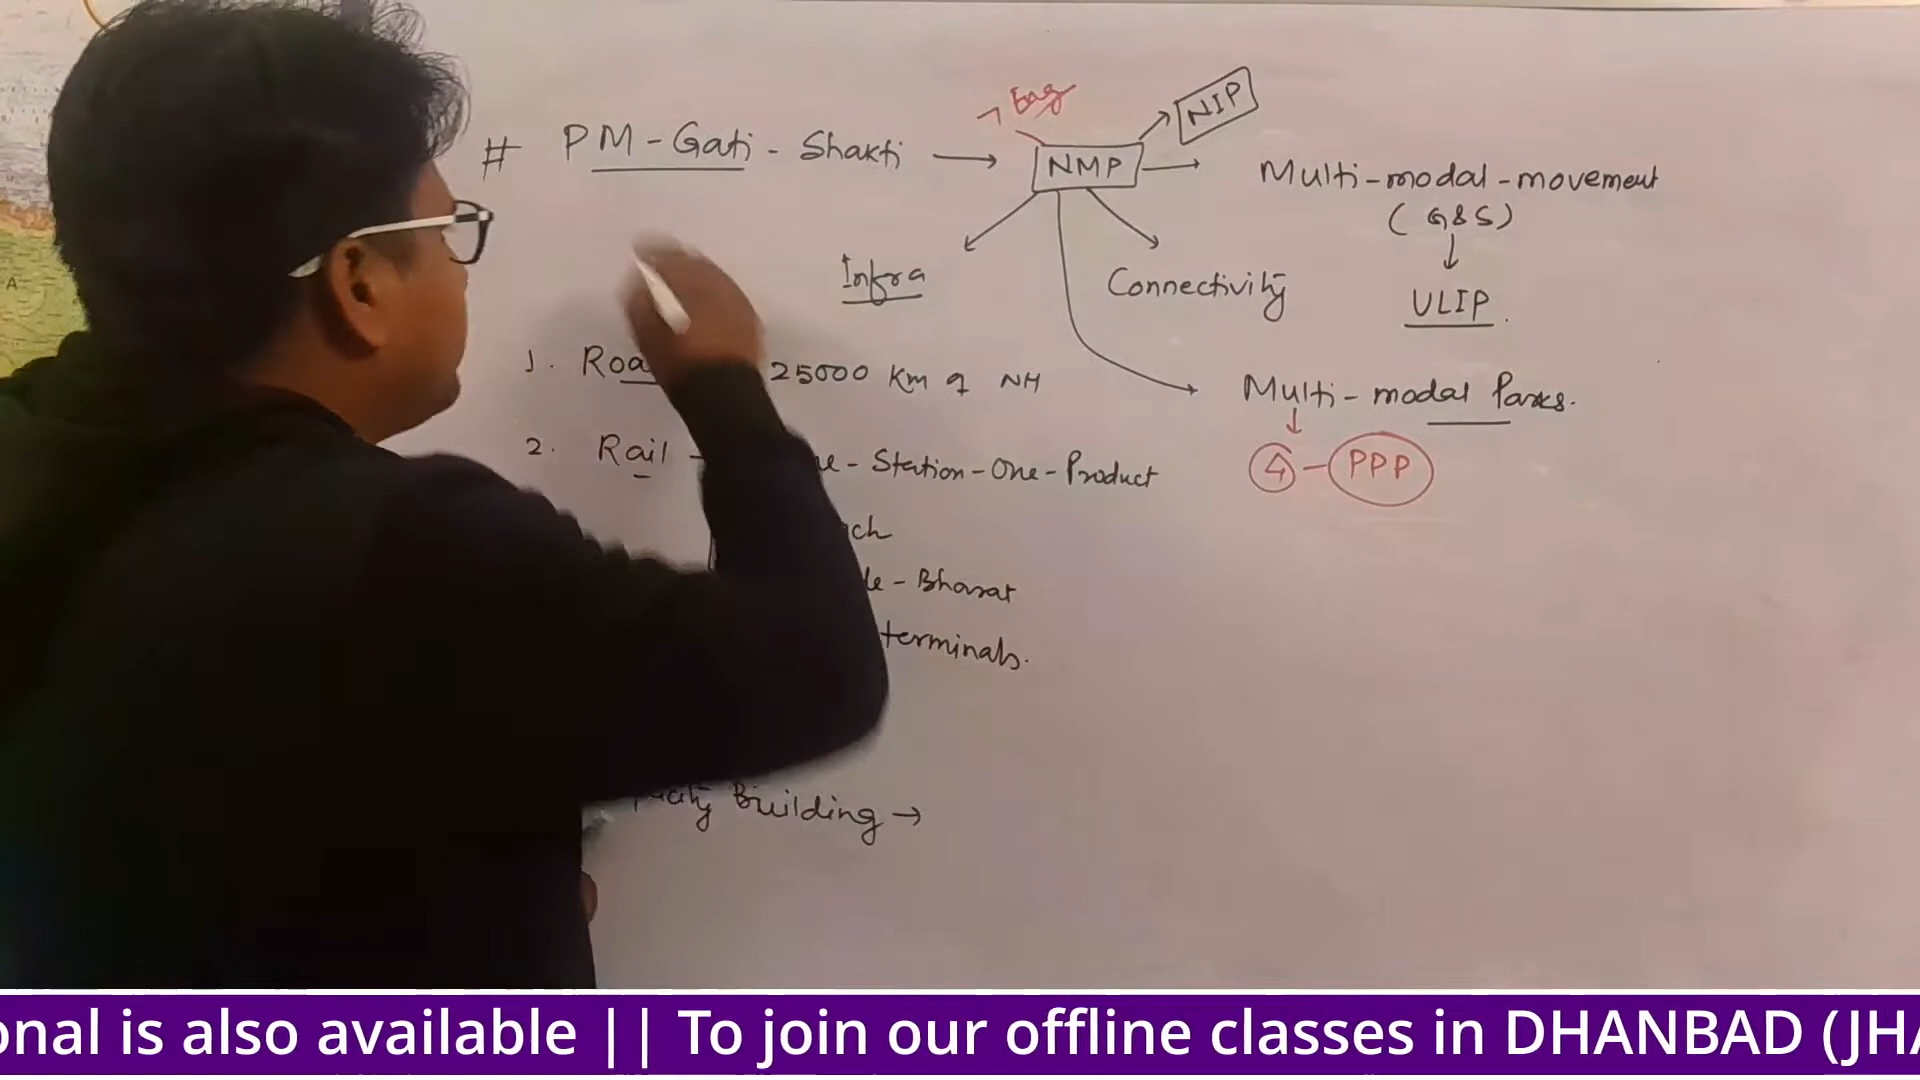 7 Eng
NIP
# PM-Gati-Shakti → NMP → Multi-modal-movement
(G&S)
↓
Infra
Connectivity
ULIP.
1. Roa 25000 Km of NH
Multi-modal Parks.
↓
2. Rail - -Station-One-Product
4 - PPP
ch
- Bharat
terminals.
Building →
onal is also available || To join our offline classes in DHANBAD (JHA